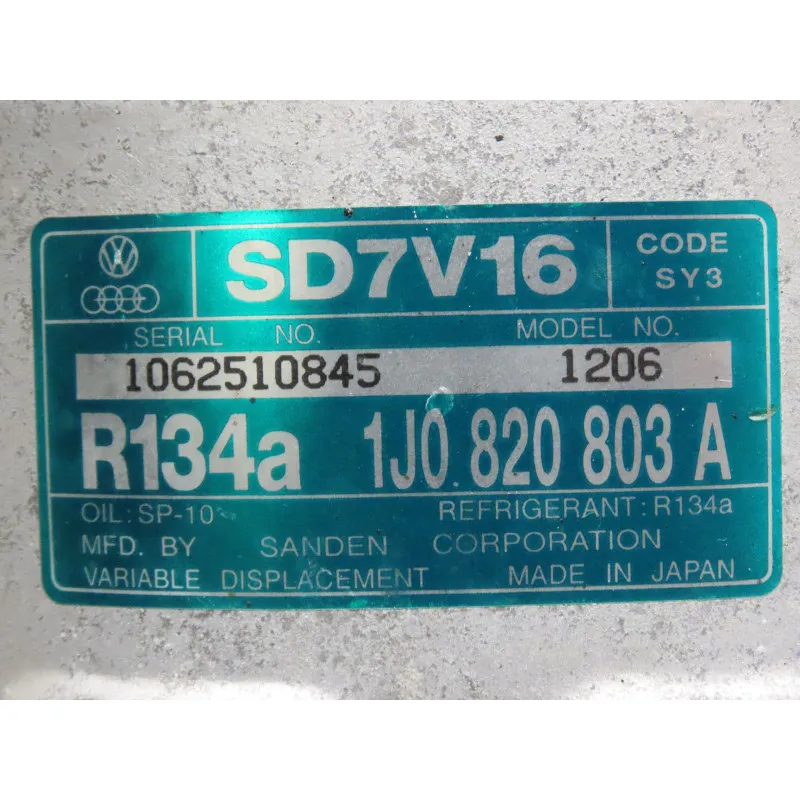 SD7V16
CODE
SY3
SERIAL NO.
MODEL NO.
1062510845
1206
R134a 1J0.820 803 A
OIL:SP-10
REFRIGERANT:R134a
MFD. BY SANDEN CORPORATION
VARIABLE DISPLACEMENT MADE IN JAPAN